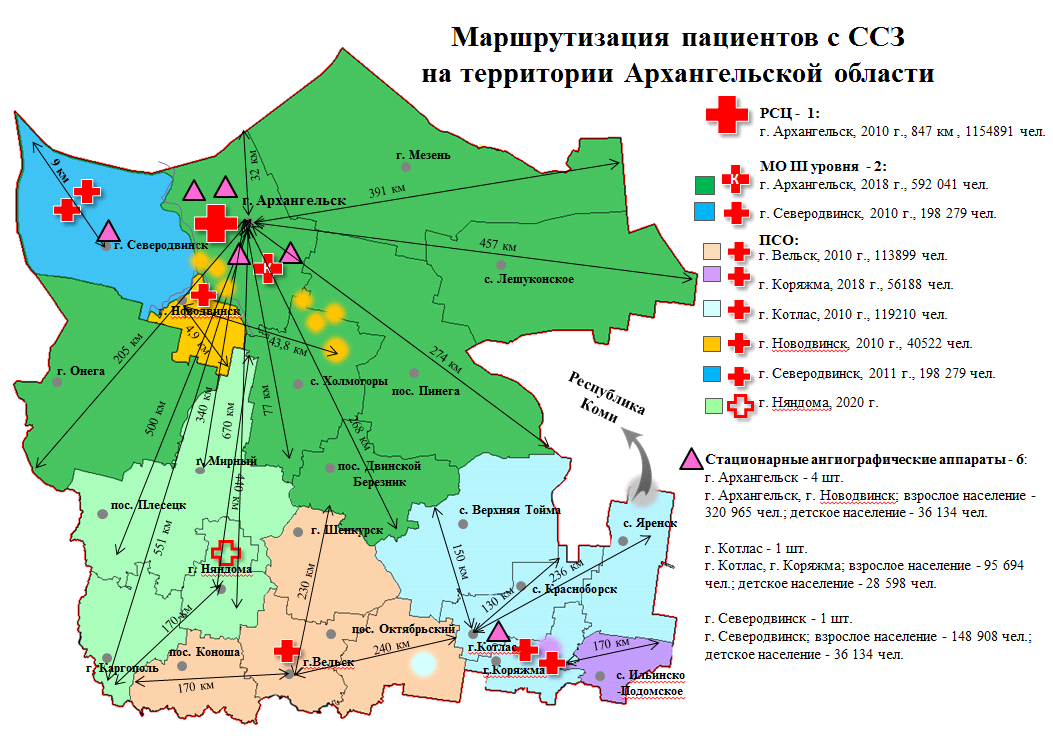 Маршрутизация пациентов с ССЗ
на территории Архангельской области
РСЦ - 1:
г. Архангельск, 2010 г., 847 км , 1154891 чел.
МО III уровня - 2:
К
г. Архангельск, 2018 г., 592 041 чел.
г. Северодвинск, 2010 г., 198 279 чел.
ПСО:
г. Вельск, 2010 г., 113899 чел.
г. Коряжма, 2018 г., 56188 чел.
г. Котлас, 2010 г., 119210 чел.
г. Новодвинск, 2010 г., 40522 чел.
г. Северодвинск, 2011 г., 198 279 чел.
г. Няндома, 2020 г.
Стационарные ангиографические аппараты - 6:
г. Архангельск - 4 шт.
г. Архангельск, г. Новодвинск; взрослое население -
320 965 чел.; детское население - 36 134 чел.
г. Котлас - 1 шт.
г. Котлас, г. Коряжма; взрослое население - 95 694
чел.; детское население - 28 598 чел.
г. Северодвинск - 1 шт.
г. Северодвинск; взрослое население - 148 908 чел.;
детское население - 36 134 чел.
9 км
32 км
г. Мезень
391 км
г. Архангельск
457 км
г. Северодвинск
К
с. Лешуконское
г. Новодвинск
4,9 км
43,8 км
205 км
274 км
г. Онега
с. Холмогоры
пос. Пинега
Республика
Коми
500 км
340 км
670 км
77 км
268 км
г. Мирный
пос. Двинской
Березник
440 км
пос. Плесецк
551 км
г. Шенкурск
с. Верхняя Тойма
с. Яренск
г. Няндома
150 км
236 км
130 км
с. Красноборск
230 км
170 км
пос. Октябрьский
240 км
г.Котлас
пос. Коноша
г.Вельск
г.Коряжма
170 км
г. Каргополь
170 км
с. Ильинско
-Подомское